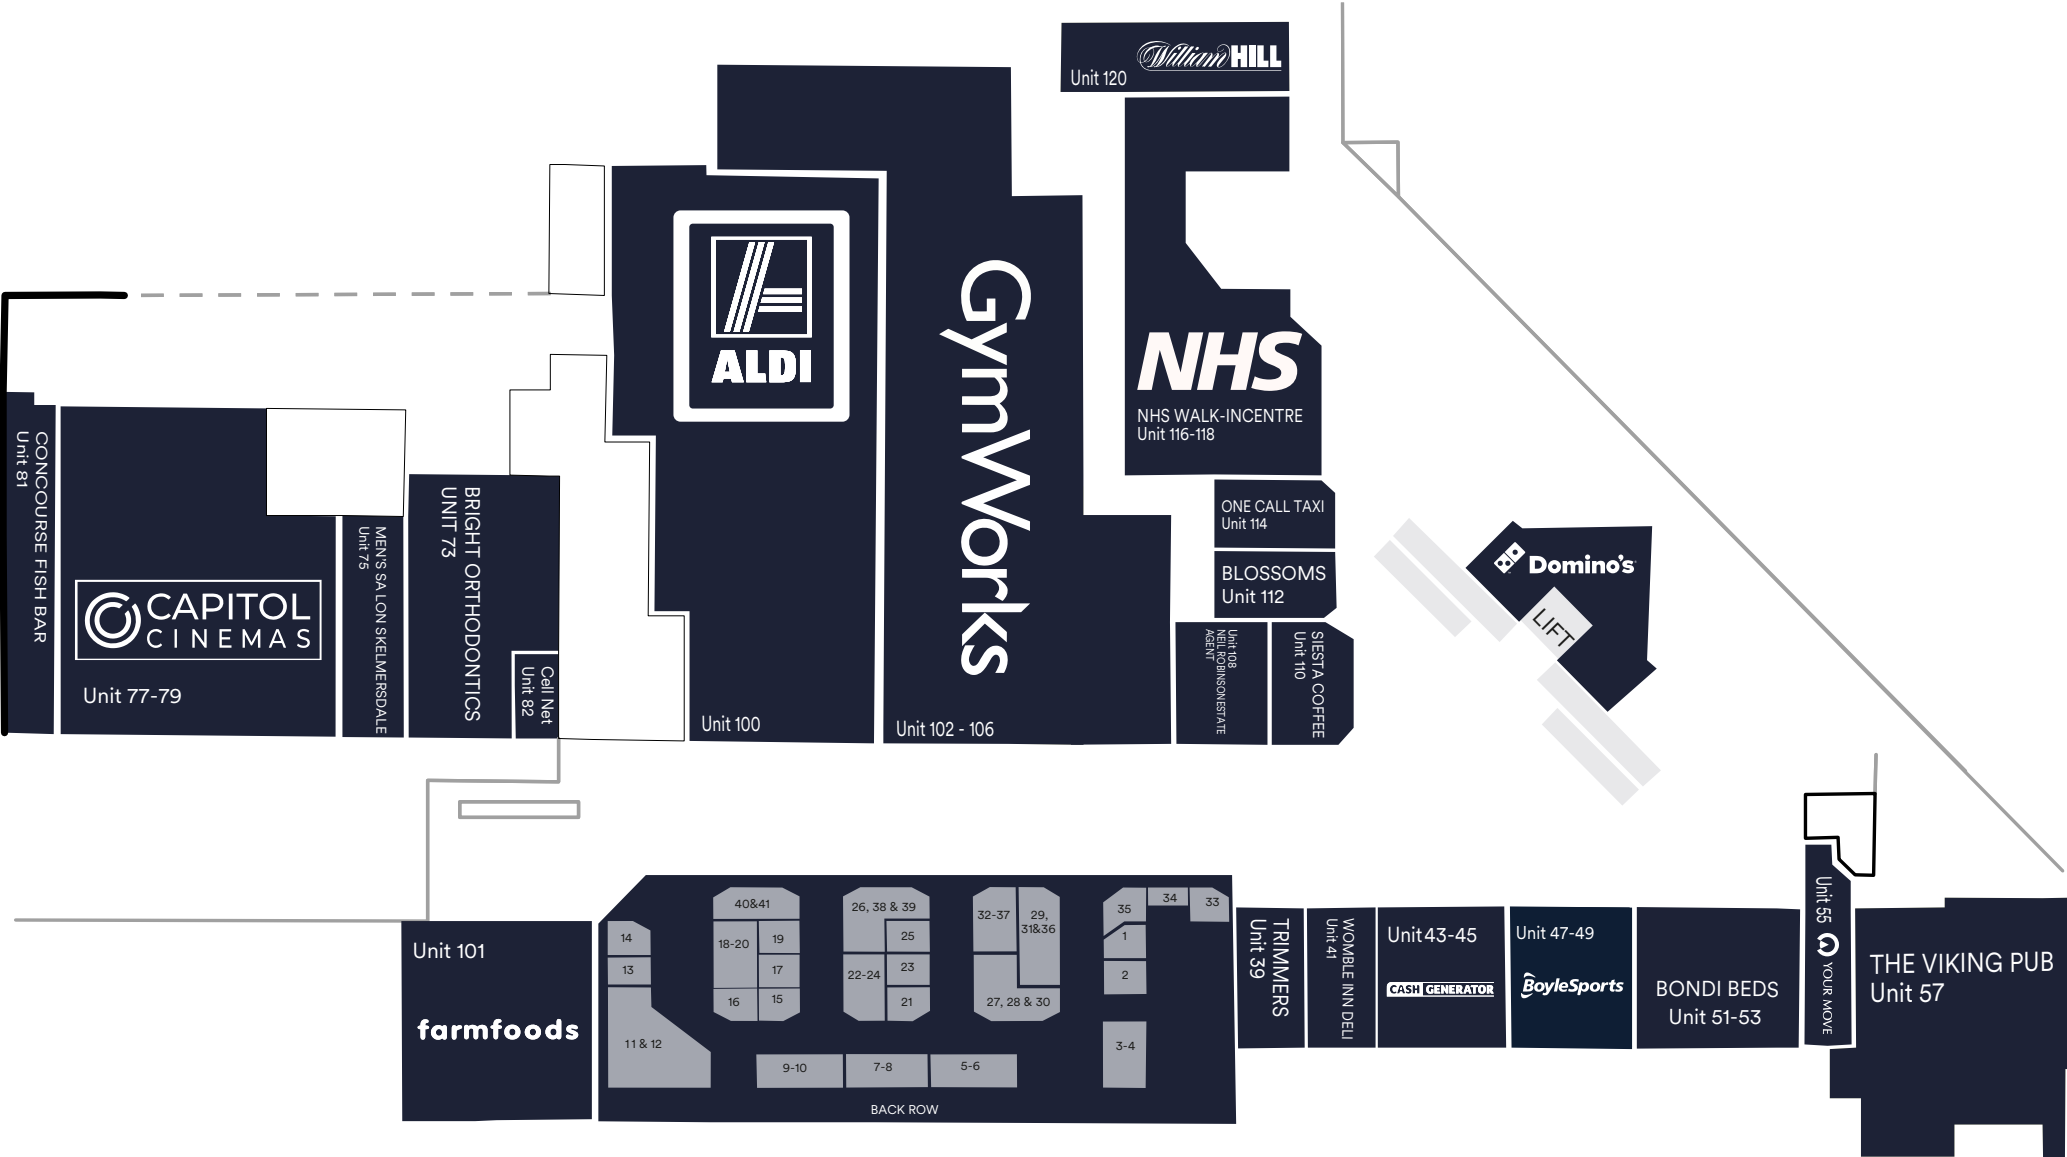 William HILL
Unit 120
ALDI
Unit 100
GymWorks
Unit 102 - 106
NHS
NHS WALK-INCENTRE
Unit 116-118
ONE CALL TAXI
Unit 114
BLOSSOMS
Unit 112
Unit 108
NEIL ROBINSONESTATE
AGENT
SIESTA COFFEE
Unit 110
Domino's
LIFT
CONCOURSE FISH BAR
Unit 81
CAPITOL
CINEMAS
Unit 77-79
MEN'S SA LON SKELMERSDALE
Unit 75
BRIGHT ORTHODONTICS
UNIT 73
Cell Net
Unit 82
Unit 101
farmfoods
14
13
11 & 12
40&41
18-20
19
17
16
15
26, 38 & 39
25
22-24
23
21
32-37
29,
31&36
27, 28 & 30
35
34
33
1
2
3-4
9-10
7-8
5-6
BACK ROW
TRIMMERS
Unit 39
WOMBLE INN DELI
Unit 41
Unit43-45
CASH GENERATOR
Unit 47-49
BoyleSports
BONDI BEDS
Unit 51-53
Unit 55
YOUR MOVE
THE VIKING PUB
Unit 57